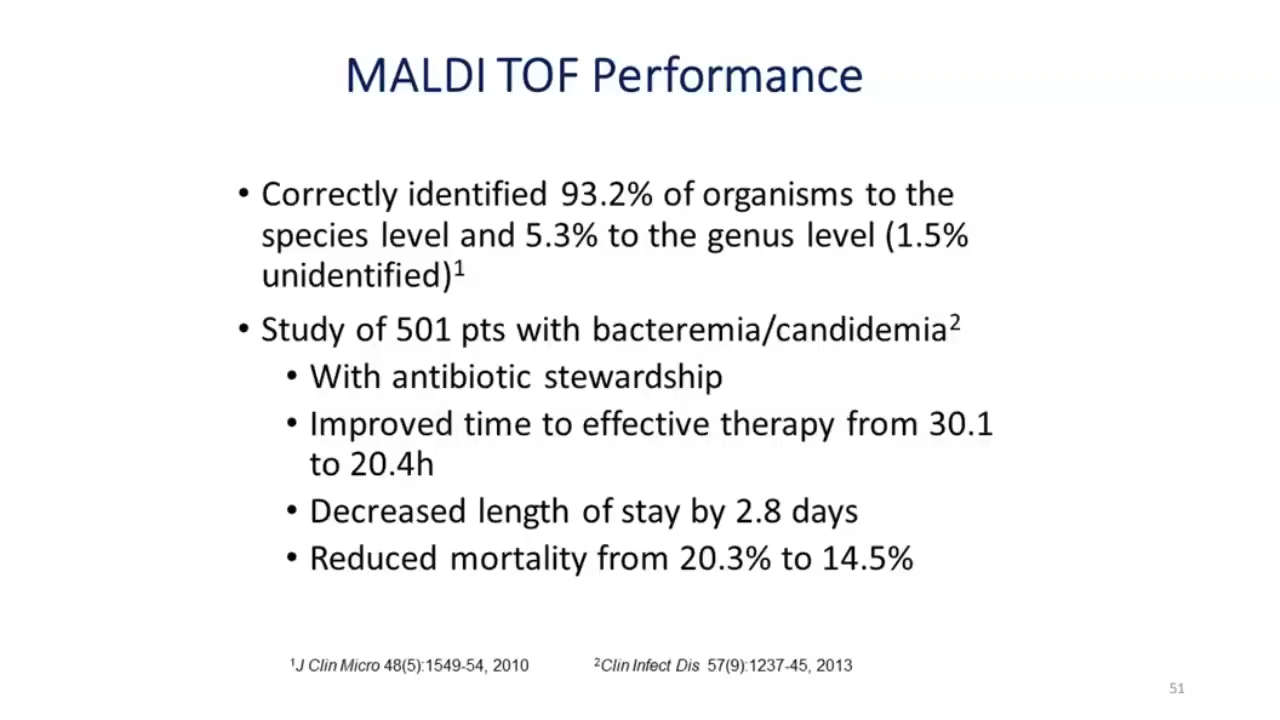 MALDI TOF Performance
• Correctly identified 93.2% of organisms to the
species level and 5.3% to the genus level (1.5%
unidentified)¹
• Study of 501 pts with bacteremia/candidemia²
• With antibiotic stewardship
• Improved time to effective therapy from 30.1
to 20.4h
• Decreased length of stay by 2.8 days
• Reduced mortality from 20.3% to 14.5%
¹J Clin Micro 48(5):1549-54, 2010 ²Clin Infect Dis 57(9):1237-45, 2013
51